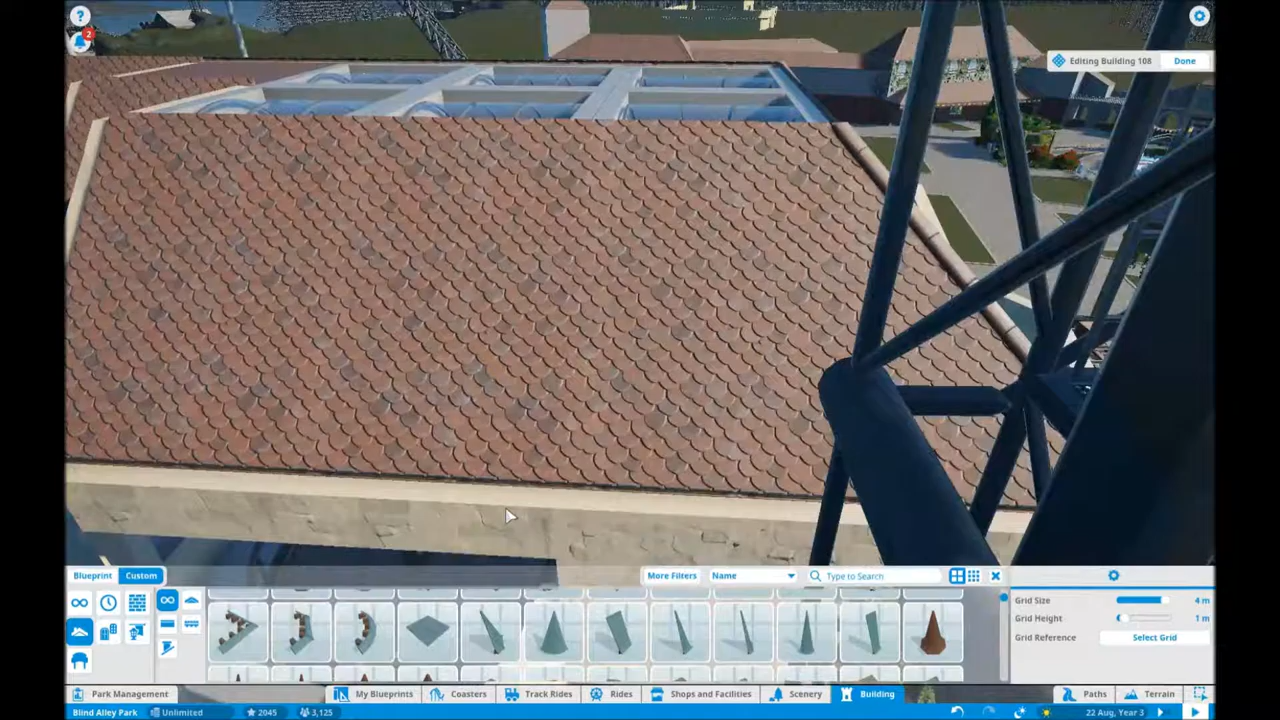 ?
2
Editing Building 108 Done
Blueprint Custom More Filters Name Type to Search
Grid Size 4 m
Grid Height 1 m
Grid Reference Select Grid
Park Management My Blueprints Coasters Track Rides Rides Shops and Facilities Scenery Building Paths Terrain
Blind Alley Park Unlimited 2045 3,125 22 Aug, Year 3